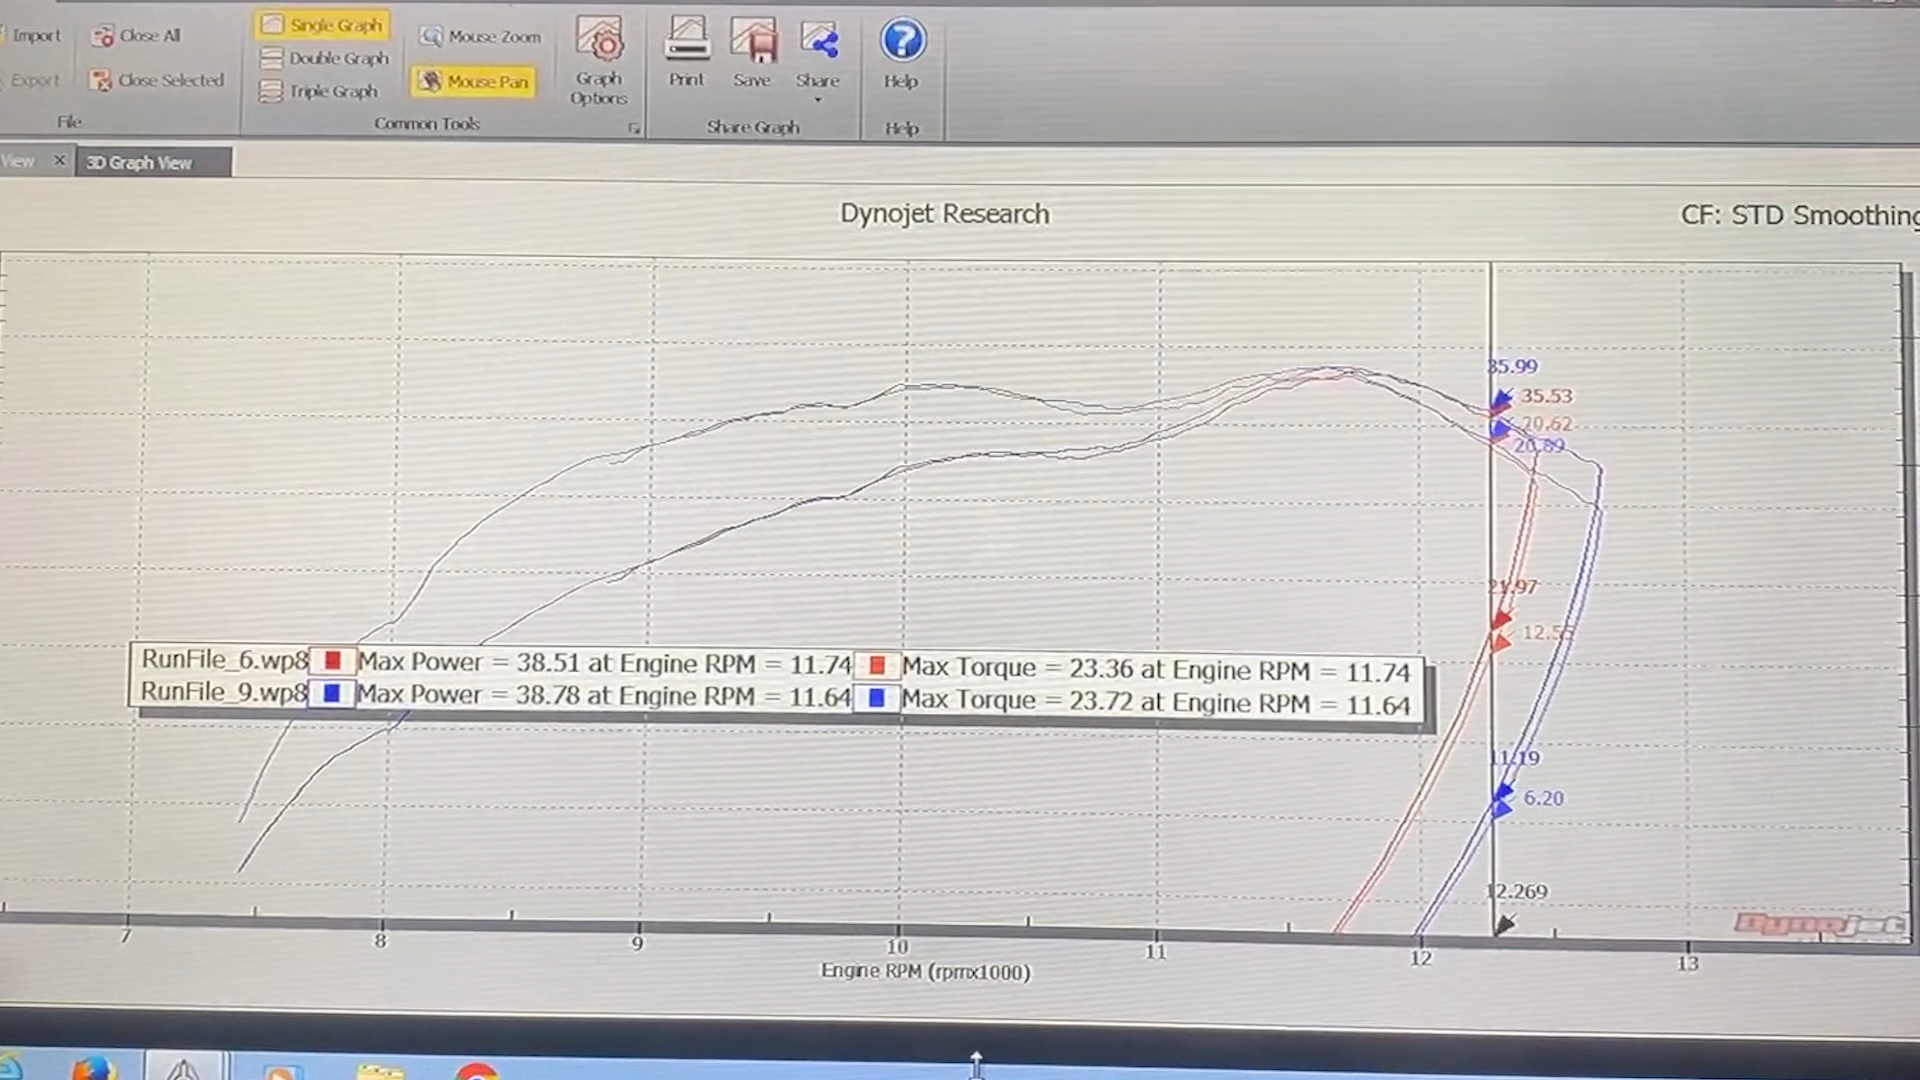 Import
Close All
Single Graph
Mouse Zoom
Export
Close Selected
Double Graph
Mouse Pan
Triple Graph
Graph Options
Print
Save
Share
Help
File
Common Tools
Share Graph
Help
View
3D Graph View
Dynojet Research
CF: STD Smoothing
35.99
35.53
20.62
20.89
21.97
RunFile_6.wp8 Max Power = 38.51 at Engine RPM = 11.74 Max Torque = 23.36 at Engine RPM = 11.74
RunFile_9.wp8 Max Power = 38.78 at Engine RPM = 11.64 Max Torque = 23.72 at Engine RPM = 11.64
11.19
6.20
12.269
Dynojet
7 8 9 10 11 12 13
Engine RPM (rpmx1000)